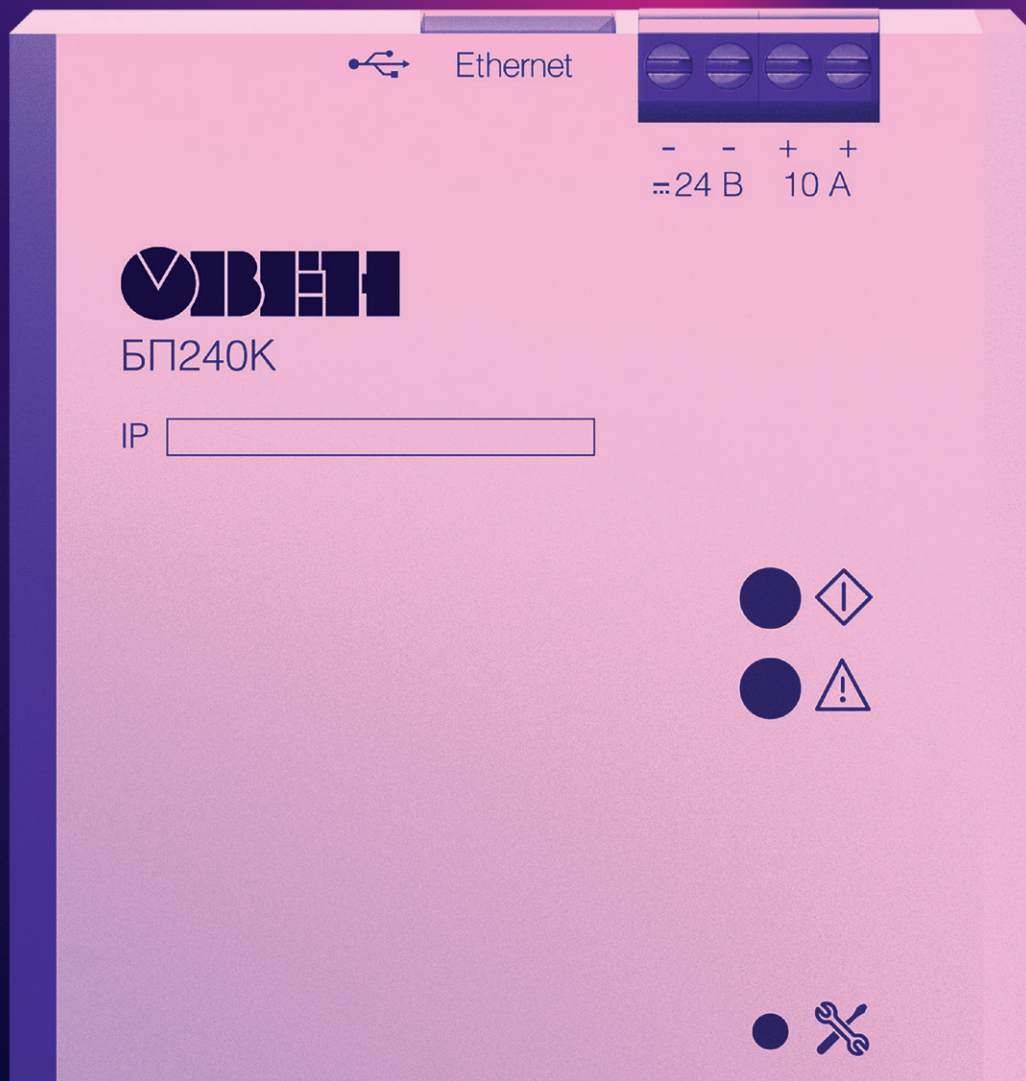 Ethernet
- - + +
⎓24 В 10 А
ОВЕН
БП240К
IP